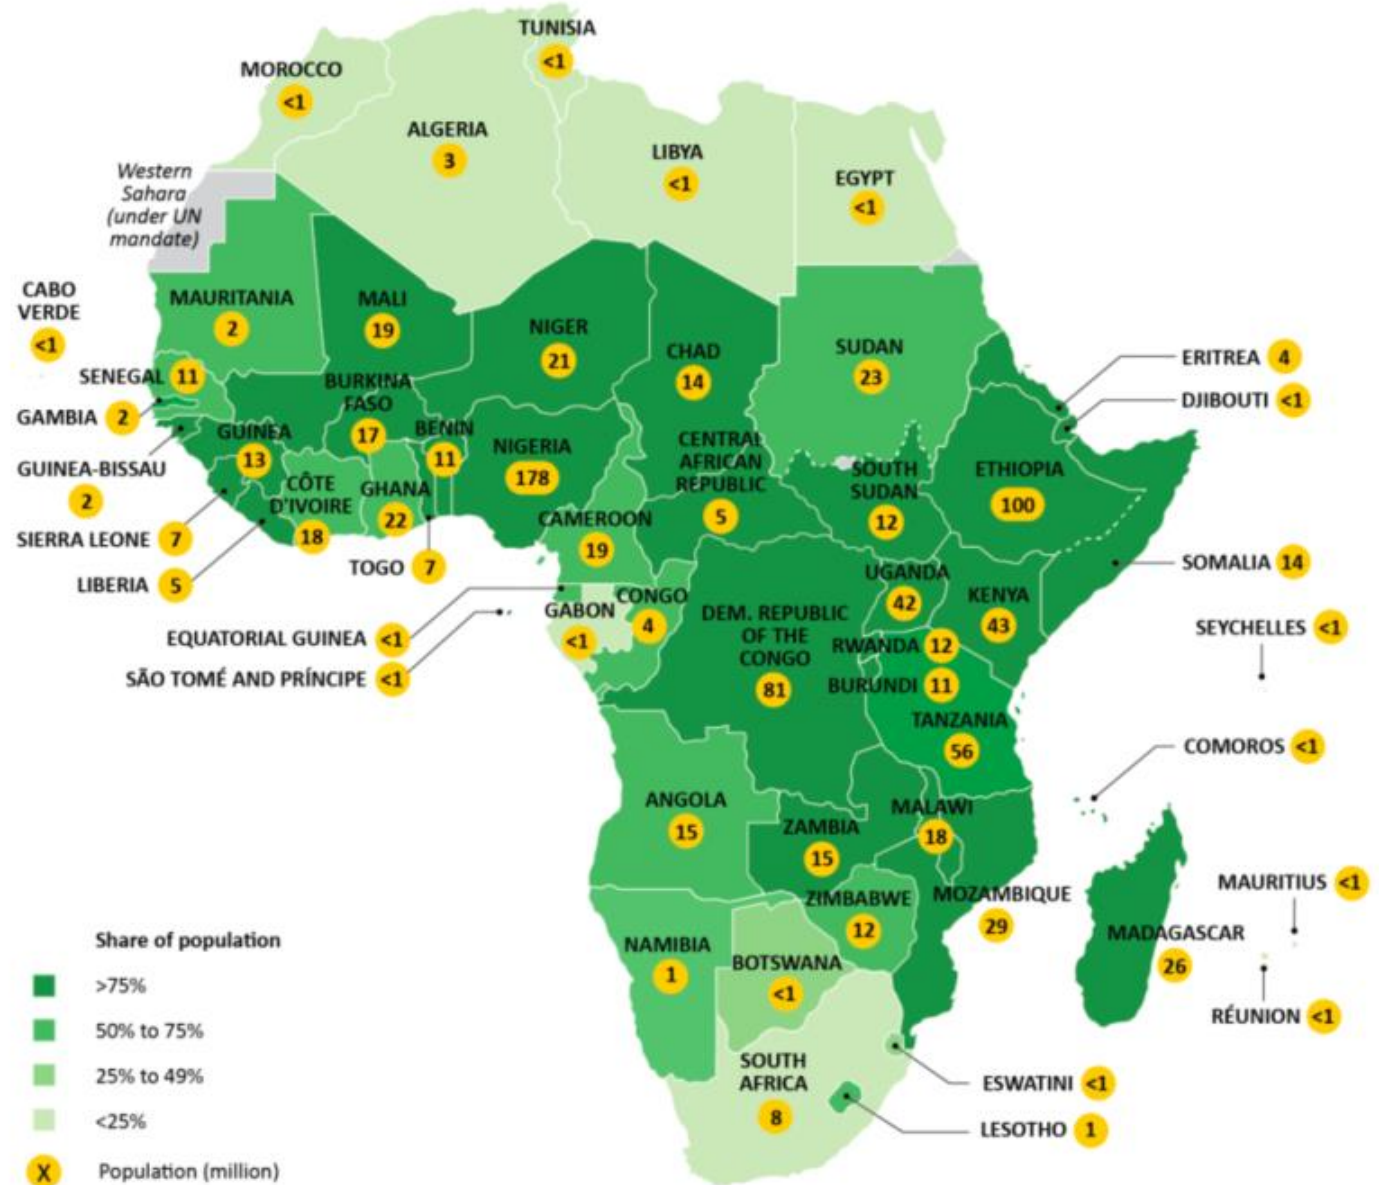 TUNISIA
<1
MOROCCO
<1
ALGERIA
3
LIBYA
<1
EGYPT
<1
Western
Sahara
(under UN
mandate)
CABO
VERDE
<1
MAURITANIA
2
MALI
19
NIGER
21
CHAD
14
SUDAN
23
ERITREA 4
DJIBOUTI <1
SENEGAL 11
GAMBIA 2
BURKINA
FASO
17
GUINEA
13
BENIN
11
NIGERIA
178
CENTRAL
AFRICAN
REPUBLIC
5
SOUTH
SUDAN
12
ETHIOPIA
100
GUINEA-BISSAU
2
CÔTE
D'IVOIRE
18
GHANA
22
SIERRA LEONE 7
LIBERIA 5
TOGO 7
CAMEROON
19
SOMALIA 14
UGANDA
42
KENYA
43
EQUATORIAL GUINEA <1
SÃO TOMÉ AND PRÍNCIPE <1
GABON
<1
CONGO
4
DEM. REPUBLIC
OF THE
CONGO
81
RWANDA 12
BURUNDI 11
SEYCHELLES <1
TANZANIA
56
COMOROS <1
ANGOLA
15
ZAMBIA
15
MALAWI
18
ZIMBABWE
12
MOZAMBIQUE
29
MADAGASCAR
26
MAURITIUS <1
RÉUNION <1
NAMIBIA
1
BOTSWANA
<1
SOUTH
AFRICA
8
ESWATINI <1
LESOTHO 1
Share of population
>75%
50% to 75%
25% to 49%
<25%
X Population (million)